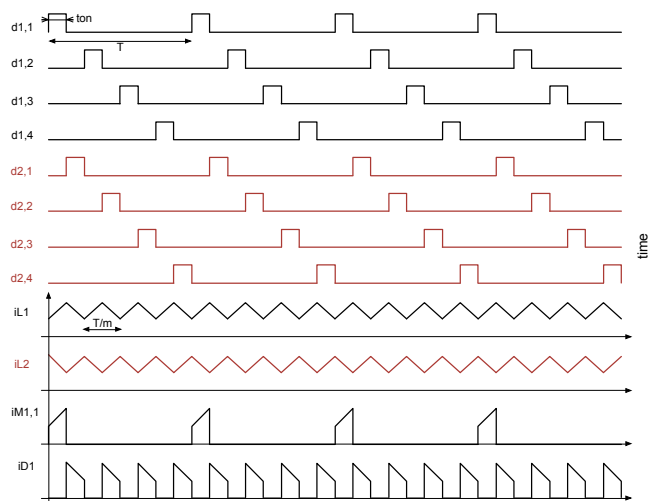 ton
d1,1
T
d1,2
d1,3
d1,4
d2,1
d2,2
d2,3
time
d2,4
iL1
T/m
iL2
iM1,1
iD1